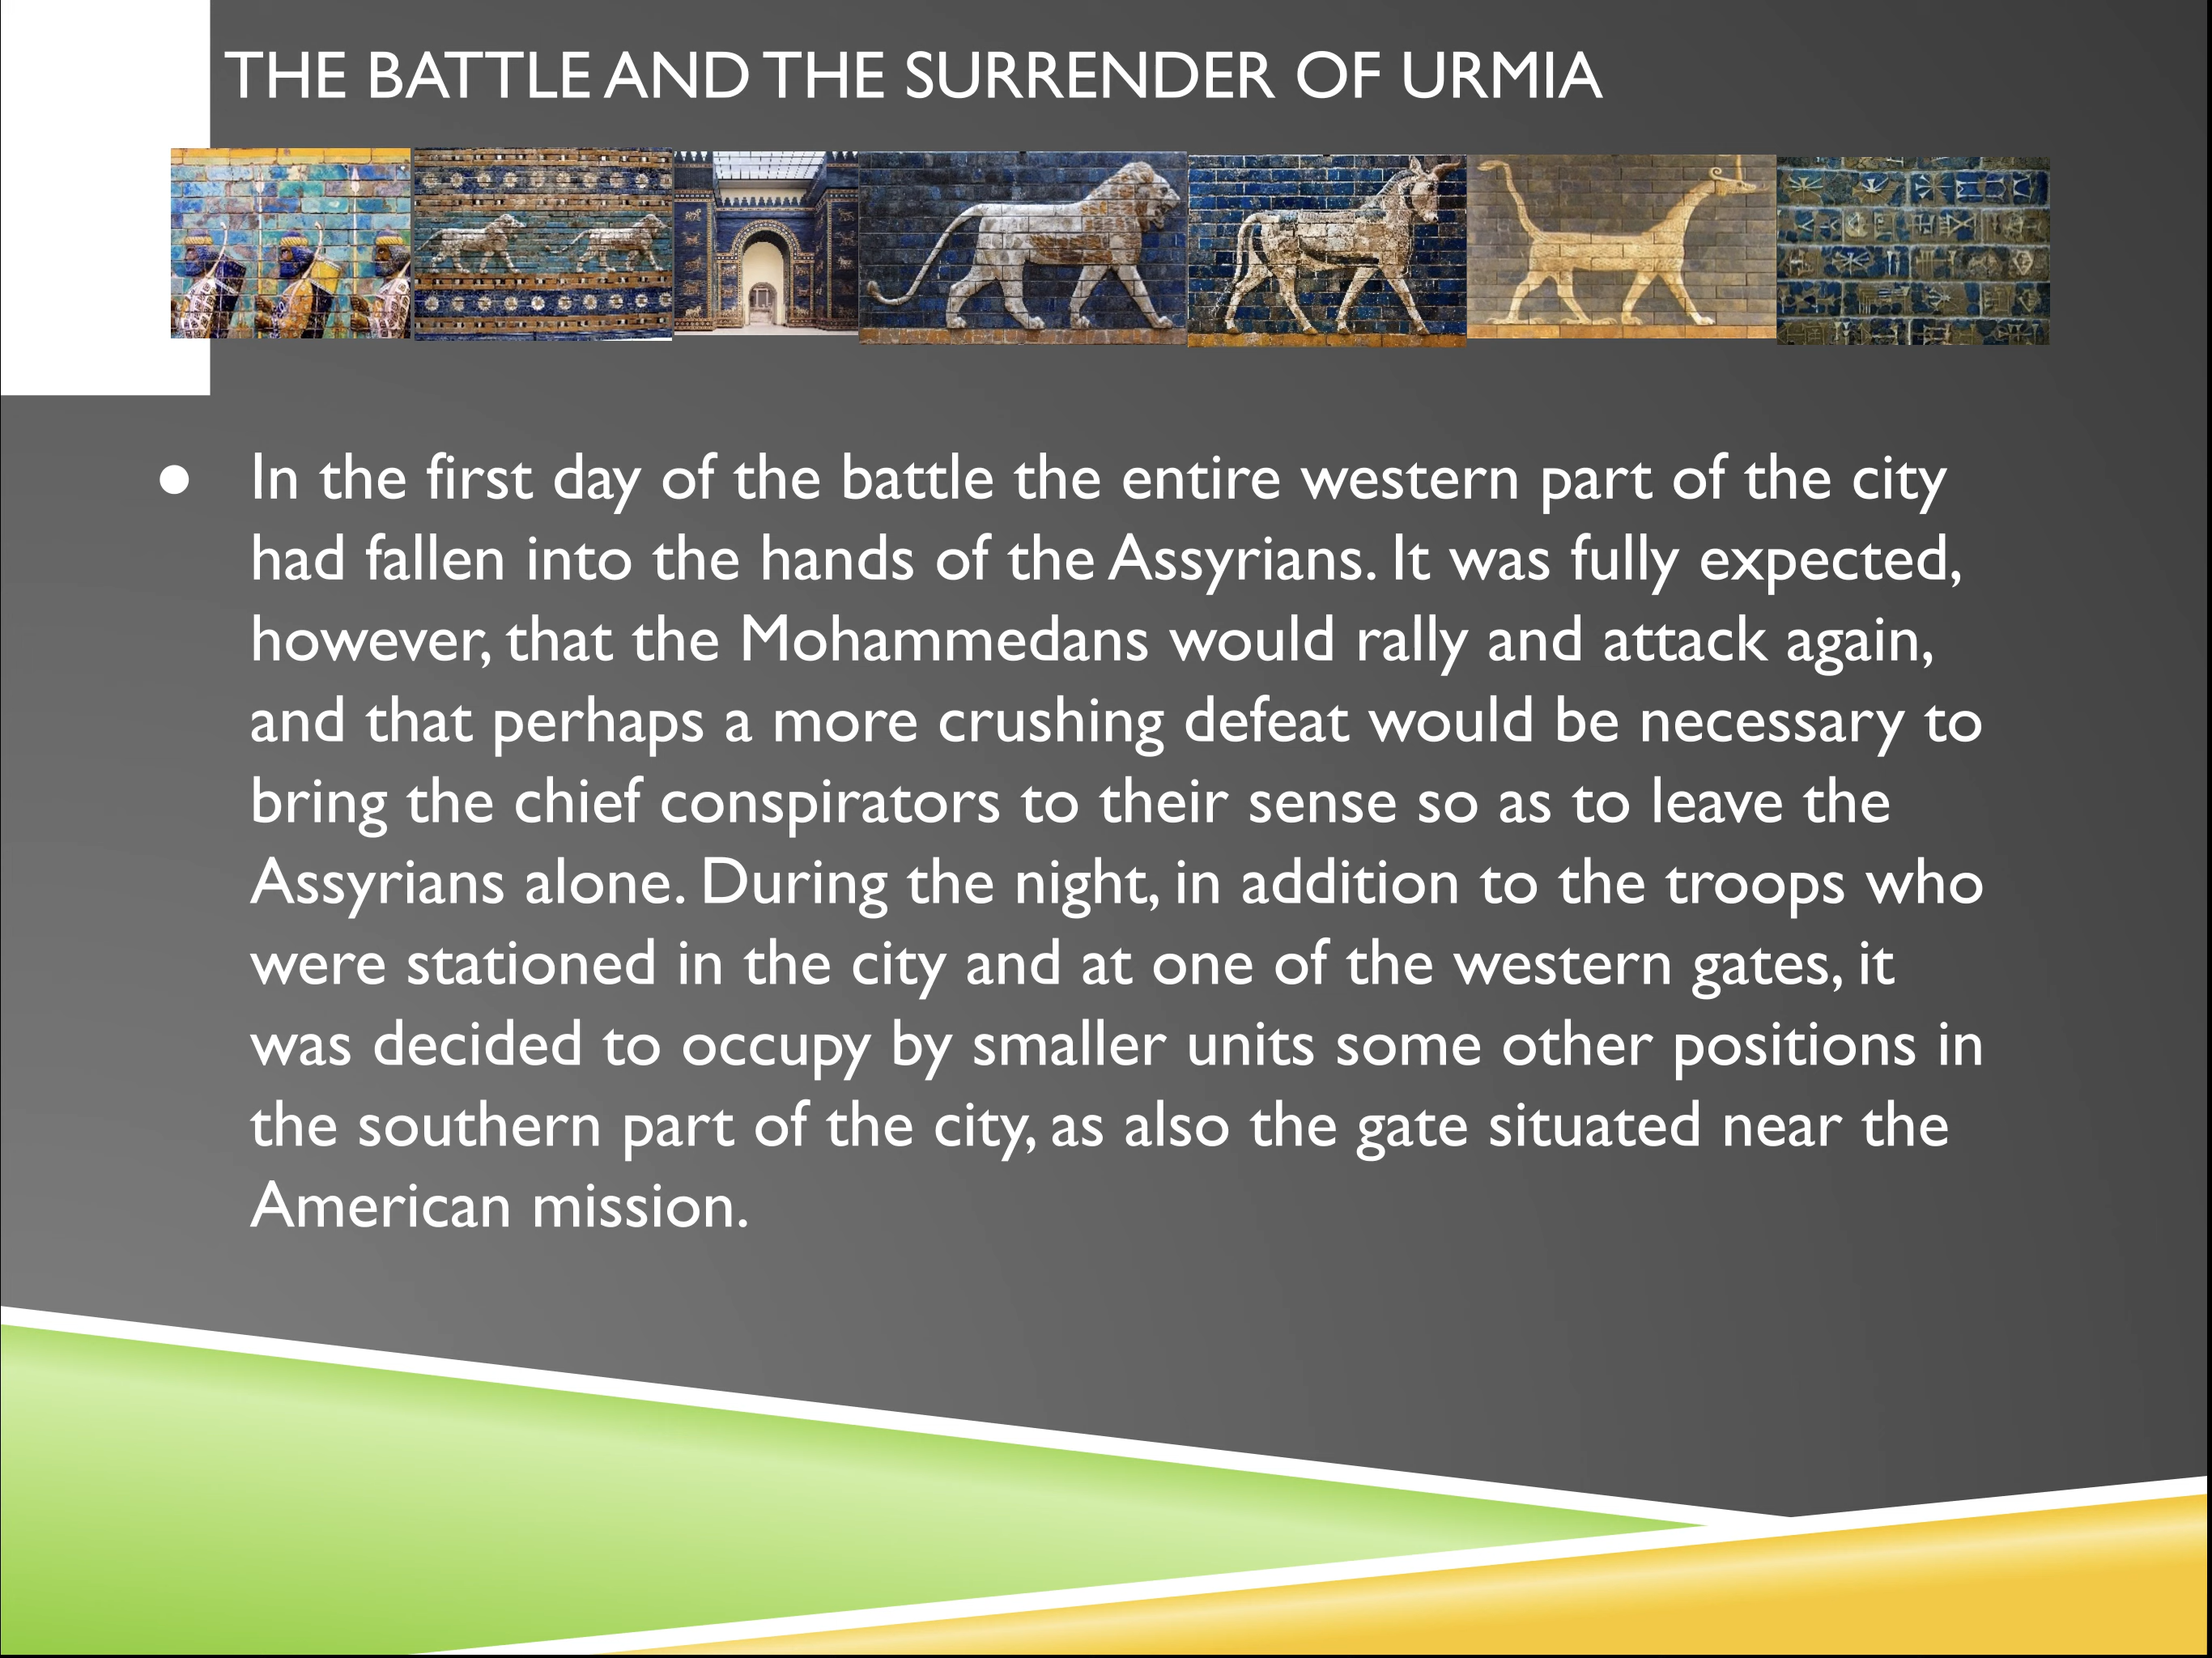 THE BATTLE AND THE SURRENDER OF URMIA
● In the first day of the battle the entire western part of the city
had fallen into the hands of the Assyrians. It was fully expected,
however, that the Mohammedans would rally and attack again,
and that perhaps a more crushing defeat would be necessary to
bring the chief conspirators to their sense so as to leave the
Assyrians alone. During the night, in addition to the troops who
were stationed in the city and at one of the western gates, it
was decided to occupy by smaller units some other positions in
the southern part of the city, as also the gate situated near the
American mission.